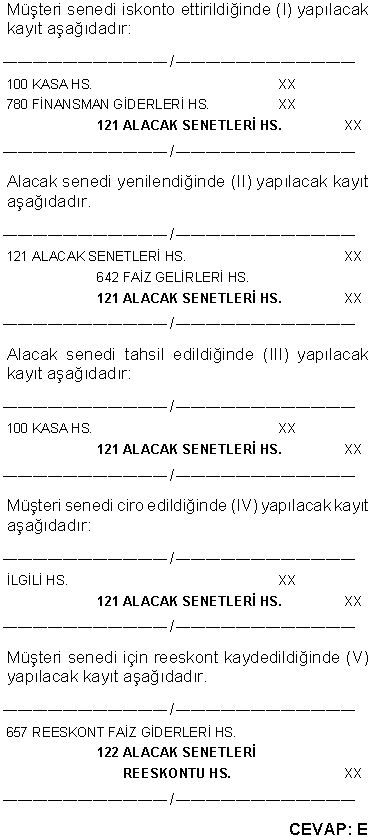 Müşteri senedi iskonto ettirildiğinde (I) yapılacak
kayıt aşağıdadır:
/
100 KASA HS. XX
780 FİNANSMAN GİDERLERİ HS. XX
121 ALACAK SENETLERİ HS. XX
/
Alacak senedi yenilendiğinde (II) yapılacak kayıt
aşağıdadır.
/
121 ALACAK SENETLERİ HS. XX
642 FAİZ GELİRLERİ HS.
121 ALACAK SENETLERİ HS. XX
/
Alacak senedi tahsil edildiğinde (III) yapılacak
kayıt aşağıdadır:
/
100 KASA HS. XX
121 ALACAK SENETLERİ HS. XX
/
Müşteri senedi ciro edildiğinde (IV) yapılacak kayıt
aşağıdadır:
/
İLGİLİ HS. XX
121 ALACAK SENETLERİ HS. XX
/
Müşteri senedi için reeskont kaydedildiğinde (V)
yapılacak kayıt aşağıdadır.
/
657 REESKONT FAİZ GİDERLERİ HS.
122 ALACAK SENETLERİ
REESKONTU HS. XX
/
CEVAP: E